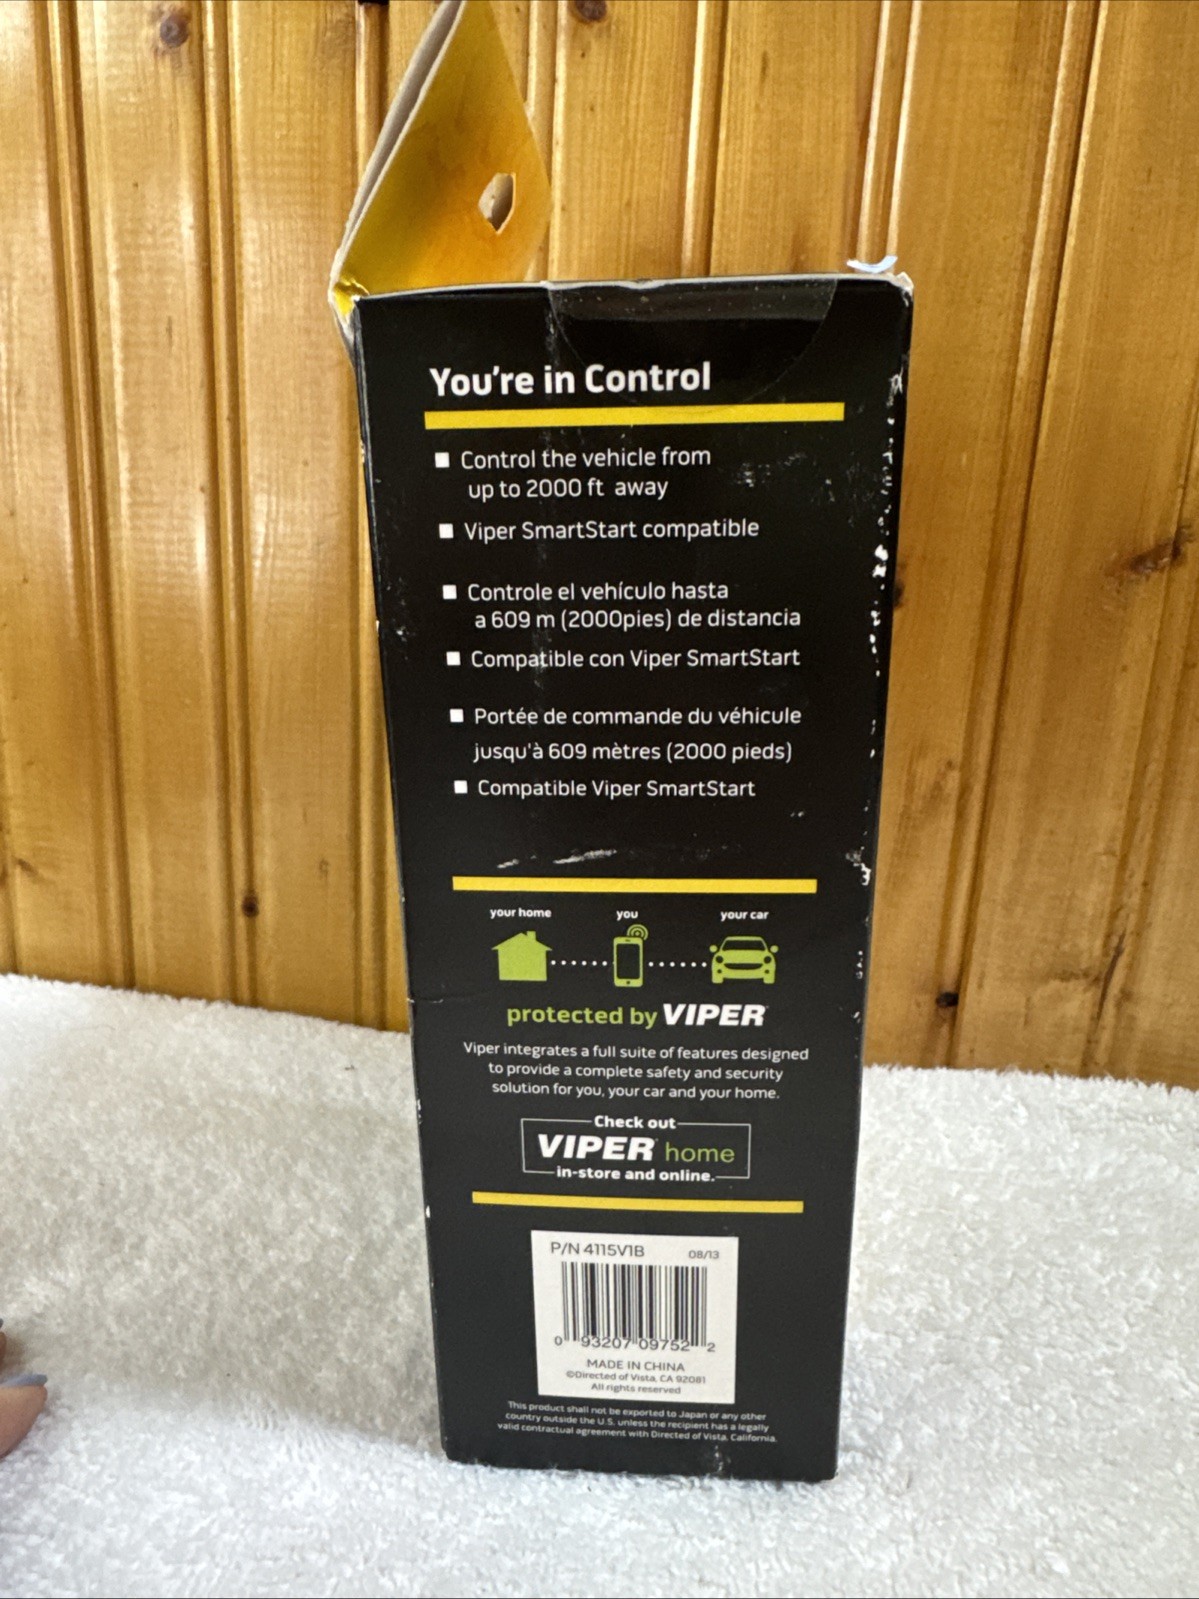 You're in Control
Control the vehicle from
up to 2000 ft away
Viper SmartStart compatible
Controle el vehículo hasta
a 609 m (2000pies) de distancia
Compatible con Viper SmartStart
Portée de commande du véhicule
jusqu'à 609 mètres (2000 pieds)
Compatible Viper SmartStart
your home you your car
protected by VIPER
Viper integrates a full suite of features designed
to provide a complete safety and security
solution for you, your car and your home.
Check out
VIPER home
in-store and online.
P/N 4115V1B 08/13
0 93207 09752 2
MADE IN CHINA
©Directed of Vista, CA 92081
All rights reserved
This product shall not be exported to Japan or any other
country outside the U.S. unless the recipient has a legally
valid contractual agreement with Directed of Vista, California.